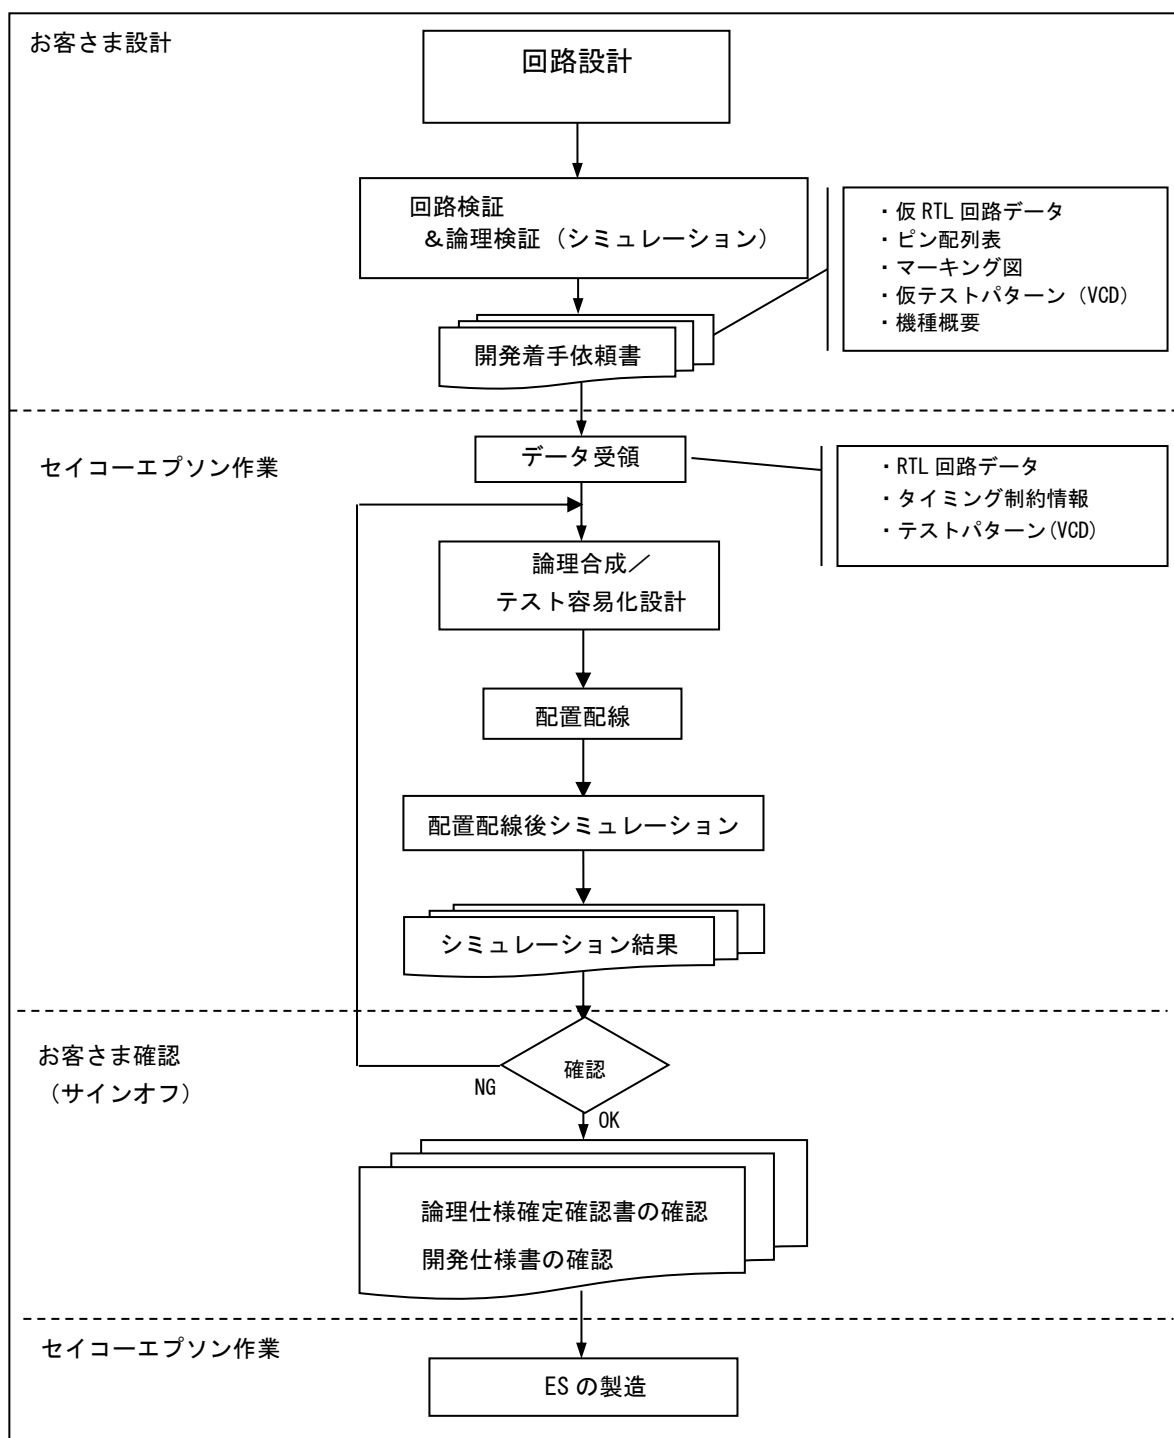 お客さま設計
回路設計
回路検証
&論理検証（シミュレーション）
・仮 RTL 回路データ
・ピン配列表
・マーキング図
・仮テストパターン（VCD）
・機種概要
開発着手依頼書
セイコーエプソン作業
データ受領
・RTL 回路データ
・タイミング制約情報
・テストパターン(VCD)
論理合成／
テスト容易化設計
配置配線
配置配線後シミュレーション
シミュレーション結果
お客さま確認
（サインオフ）
確認
NG
OK
論理仕様確定確認書の確認
開発仕様書の確認
セイコーエプソン作業
ES の製造